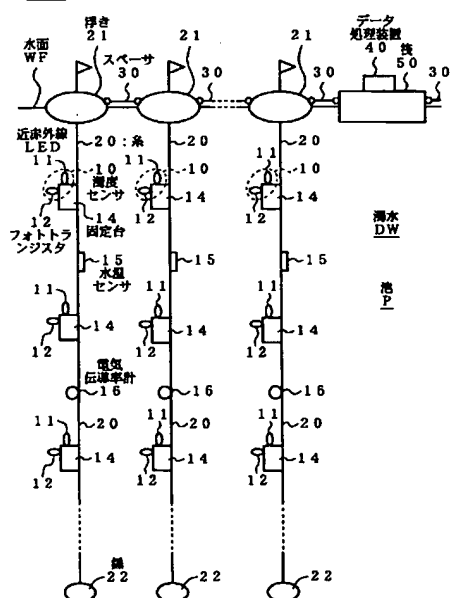 データ
処理装置
40 筏
50
浮き
21
水面
WF
スペーサ
30
21
30
21
30
近赤外線
LED
11
10
20:糸
濁度
センサ
12
14
フォトトラ
ンジスタ
固定台
11
20
10
14
12
11
20
10
14
12
濁水
DW
15
水温
センサ
15
15
池
P
11
14
12
11
14
12
11
14
12
電気
伝導率計
16
16
16
11
20
14
12
11
20
14
12
11
20
14
12
錘
22
22
22